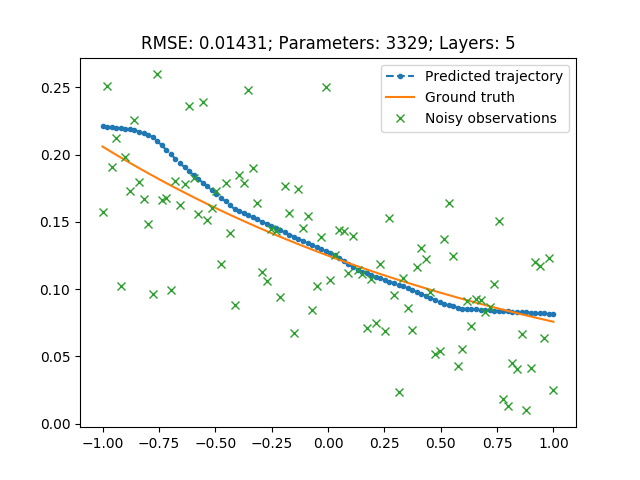 RMSE: 0.01431; Parameters: 3329; Layers: 5
Predicted trajectory
Ground truth
Noisy observations
0.25
0.20
0.15
0.10
0.05
0.00
−1.00 −0.75 −0.50 −0.25 0.00 0.25 0.50 0.75 1.00